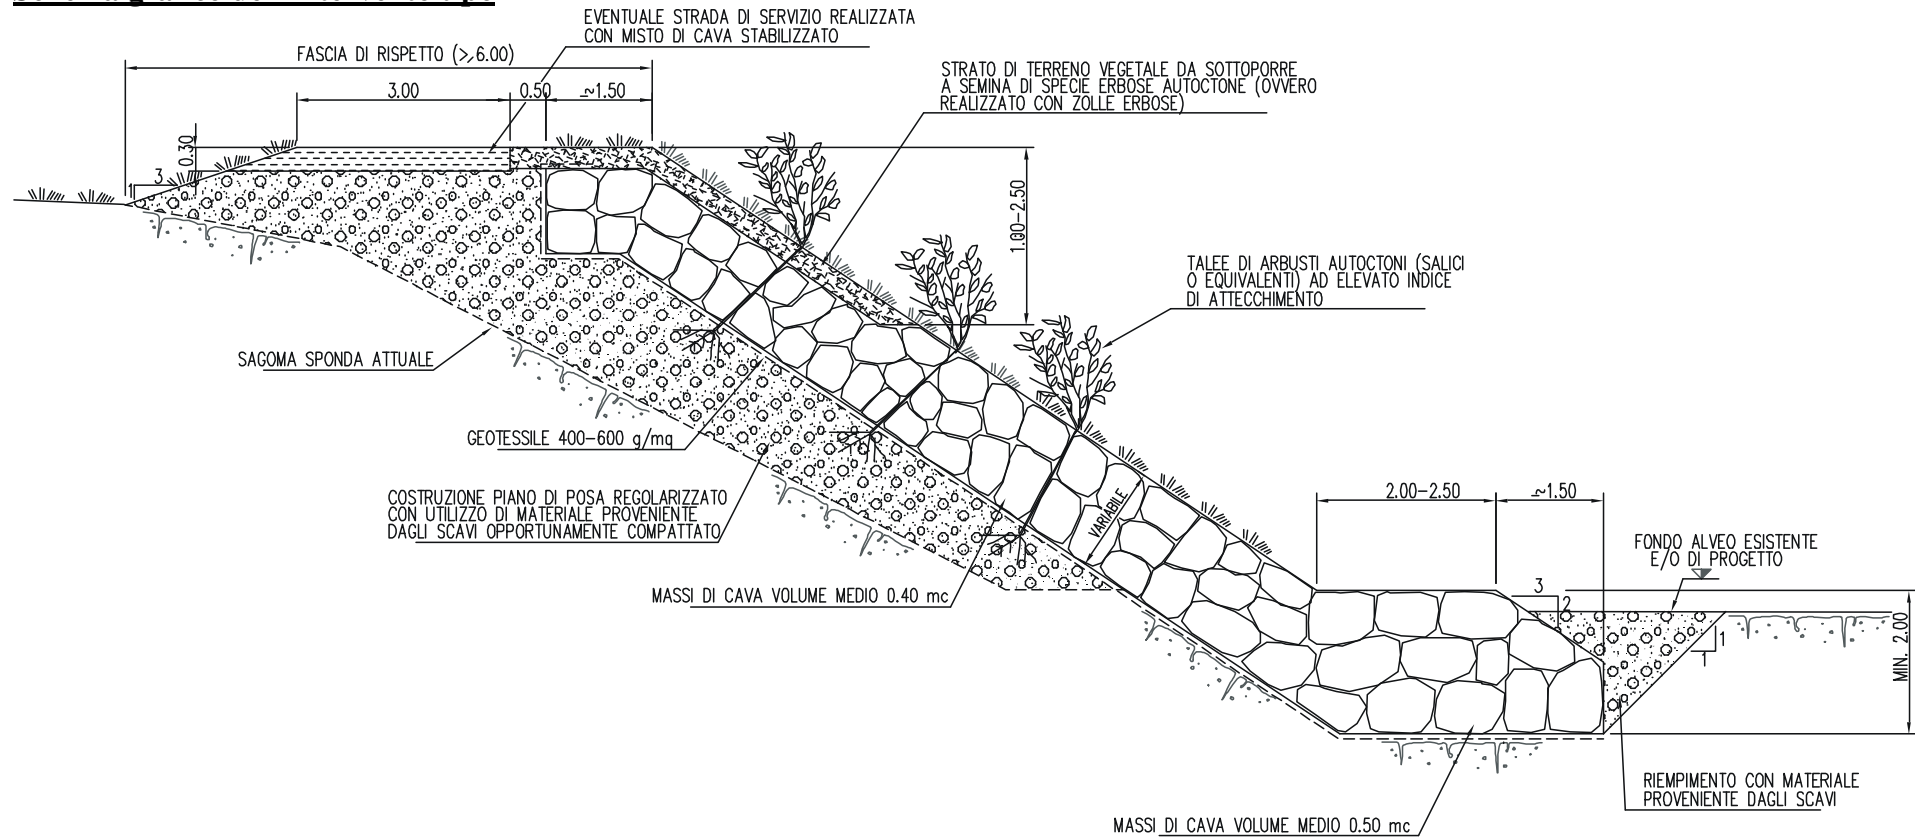 EVENTUALE STRADA DI SERVIZIO REALIZZATA
CON MISTO DI CAVA STABILIZZATO
FASCIA DI RISPETTO (>,6.00)
3.00
0.50
~1.50
STRATO DI TERRENO VEGETALE DA SOTTOPORRE
A SEMINA DI SPECIE ERBOSE AUTOCTONE (OVVERO
REALIZZATO CON ZOLLE ERBOSE)
0.30
1
3
1.00-2.50
TALEE DI ARBUSTI AUTOCTONI (SALICI
O EQUIVALENTI) AD ELEVATO INDICE
DI ATTECCHIMENTO
SAGOMA SPONDA ATTUALE
GEOTESSILE 400-600 g/mq
COSTRUZIONE PIANO DI POSA REGOLARIZZATO
CON UTILIZZO DI MATERIALE PROVENIENTE
DAGLI SCAVI OPPORTUNAMENTE COMPATTATO
VARIABILE
2.00-2.50
~1.50
FONDO ALVEO ESISTENTE
E/O DI PROGETTO
MASSI DI CAVA VOLUME MEDIO 0.40 mc
3
2
1
1
MIN. 2.00
RIEMPIMENTO CON MATERIALE
PROVENIENTE DAGLI SCAVI
MASSI DI CAVA VOLUME MEDIO 0.50 mc